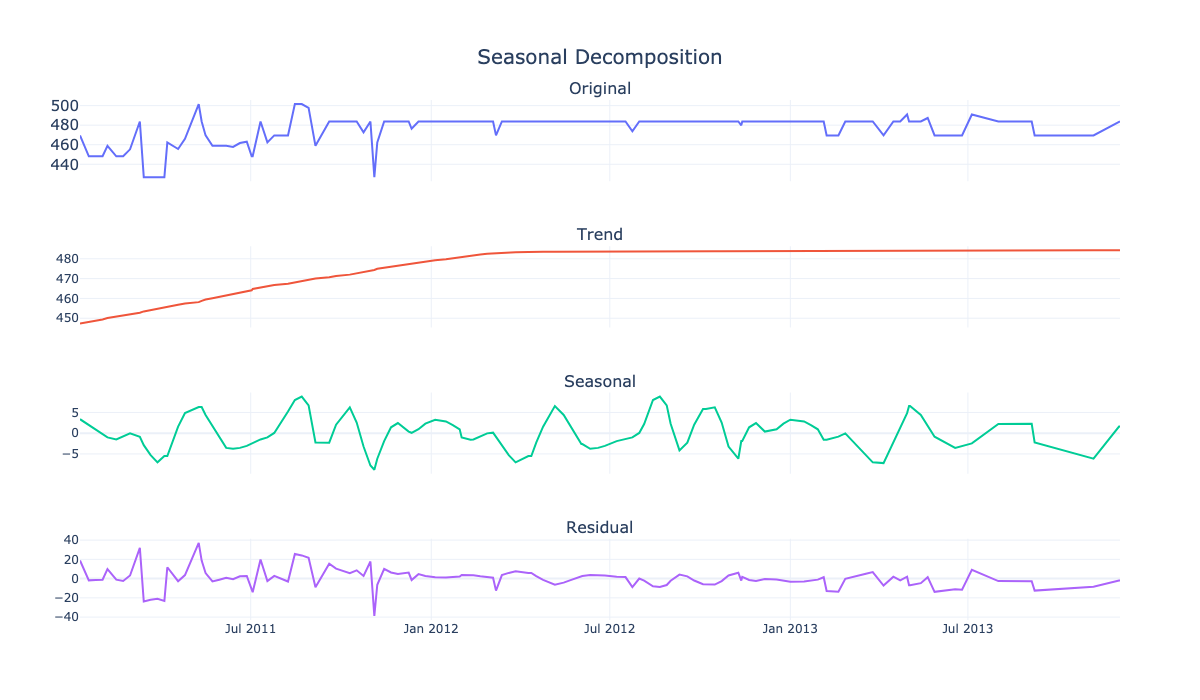 Seasonal Decomposition
Original
500
480
460
440
Trend
480
470
460
450
Seasonal
5
0
−5
Residual
40
20
0
−20
−40
Jul 2011 Jan 2012 Jul 2012 Jan 2013 Jul 2013